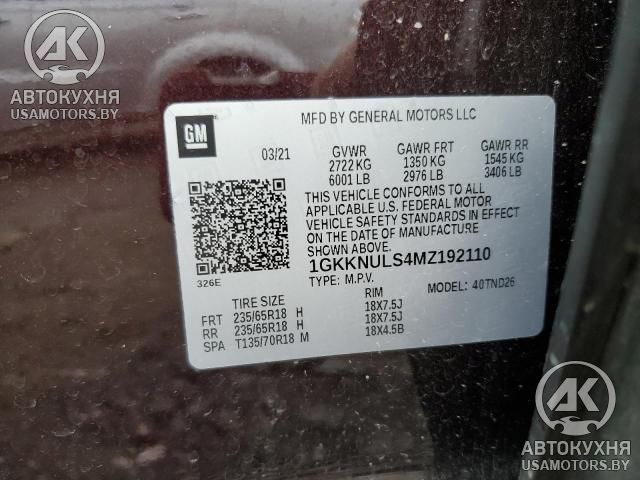 AK
АВТОКУХНЯ
USAMOTORS.BY
GM
MFD BY GENERAL MOTORS LLC
03/21 GVWR GAWR FRT GAWR RR
2722 KG 1350 KG 1545 KG
6001 LB 2976 LB 3406 LB
THIS VEHICLE CONFORMS TO ALL
APPLICABLE U.S. FEDERAL MOTOR
VEHICLE SAFETY STANDARDS IN EFFECT
ON THE DATE OF MANUFACTURE
SHOWN ABOVE.
1GKKNULS4MZ192110
326E TYPE: M.P.V. MODEL: 40TND26
TIRE SIZE RIM
FRT 235/65R18 H 18X7.5J
RR 235/65R18 H 18X7.5J
SPA T135/70R18 M 18X4.5B
AK
АВТОКУХНЯ
USAMOTORS.BY